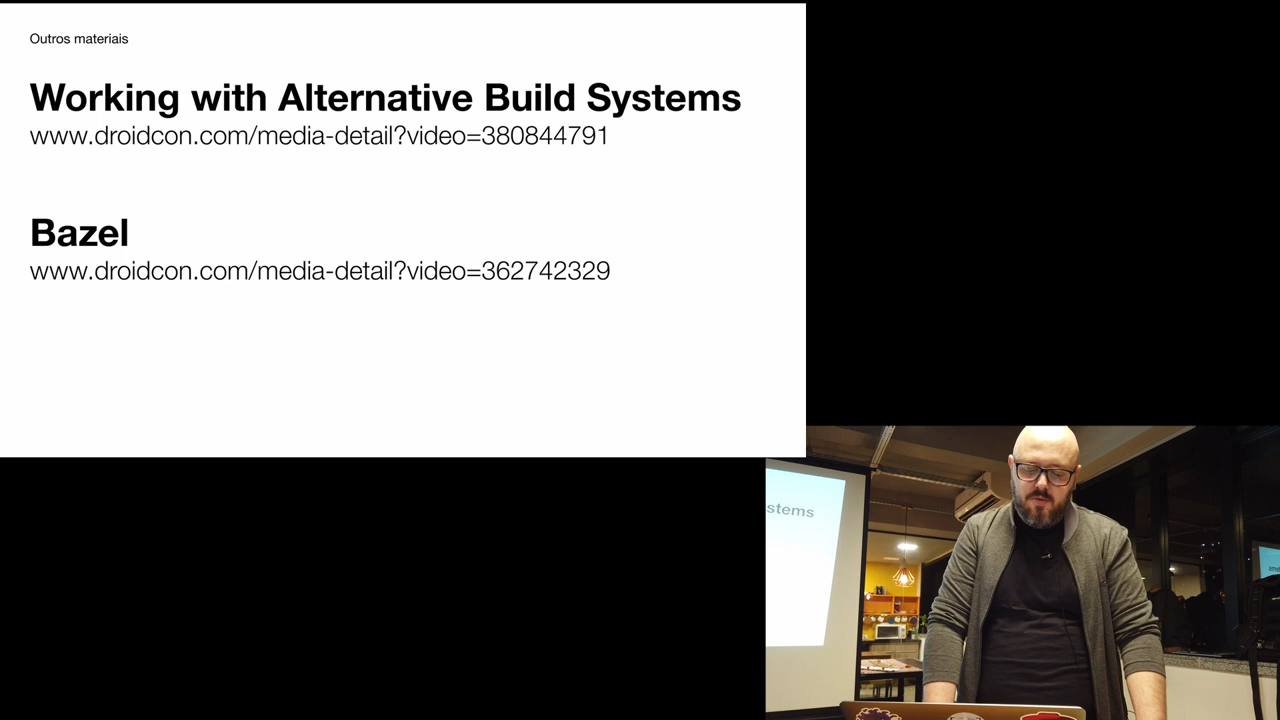 Outros materiais
Working with Alternative Build Systems
www.droidcon.com/media-detail?video=380844791
Bazel
www.droidcon.com/media-detail?video=362742329
stems